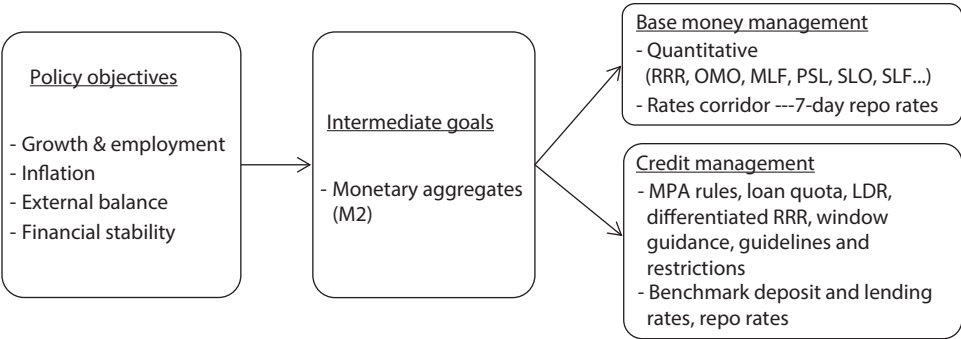 Policy objectives
- Growth & employment
- Inflation
- External balance
- Financial stability
Intermediate goals
- Monetary aggregates
(M2)
Base money management
- Quantitative
(RRR, OMO, MLF, PSL, SLO, SLF...)
- Rates corridor ---7-day repo rates
Credit management
- MPA rules, loan quota, LDR,
differentiated RRR, window
guidance, guidelines and
restrictions
- Benchmark deposit and lending
rates, repo rates